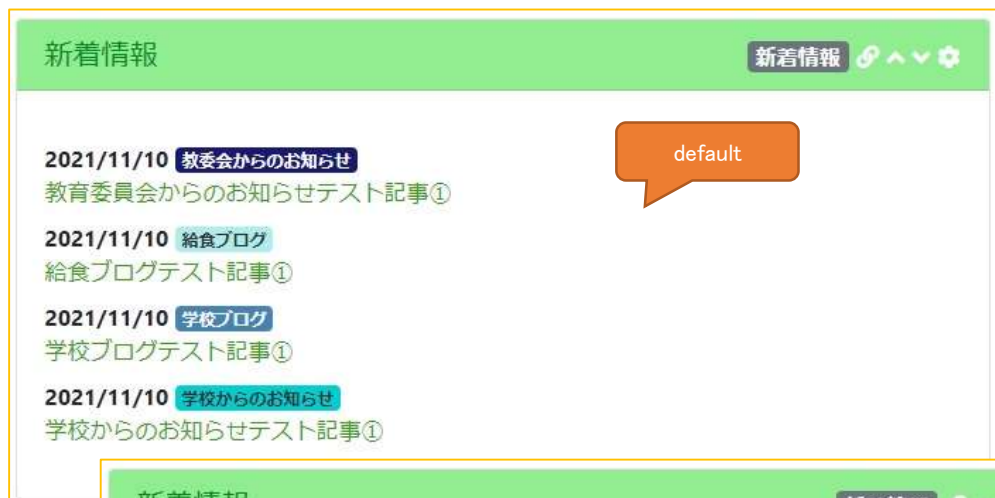 新着情報 新着情報
default
2021/11/10 教委会からのお知らせ
教育委員会からのお知らせテスト記事①
2021/11/10 給食ブログ
給食ブログテスト記事①
2021/11/10 学校ブログ
学校ブログテスト記事①
2021/11/10 学校からのお知らせ
学校からのお知らせテスト記事①
新着情報